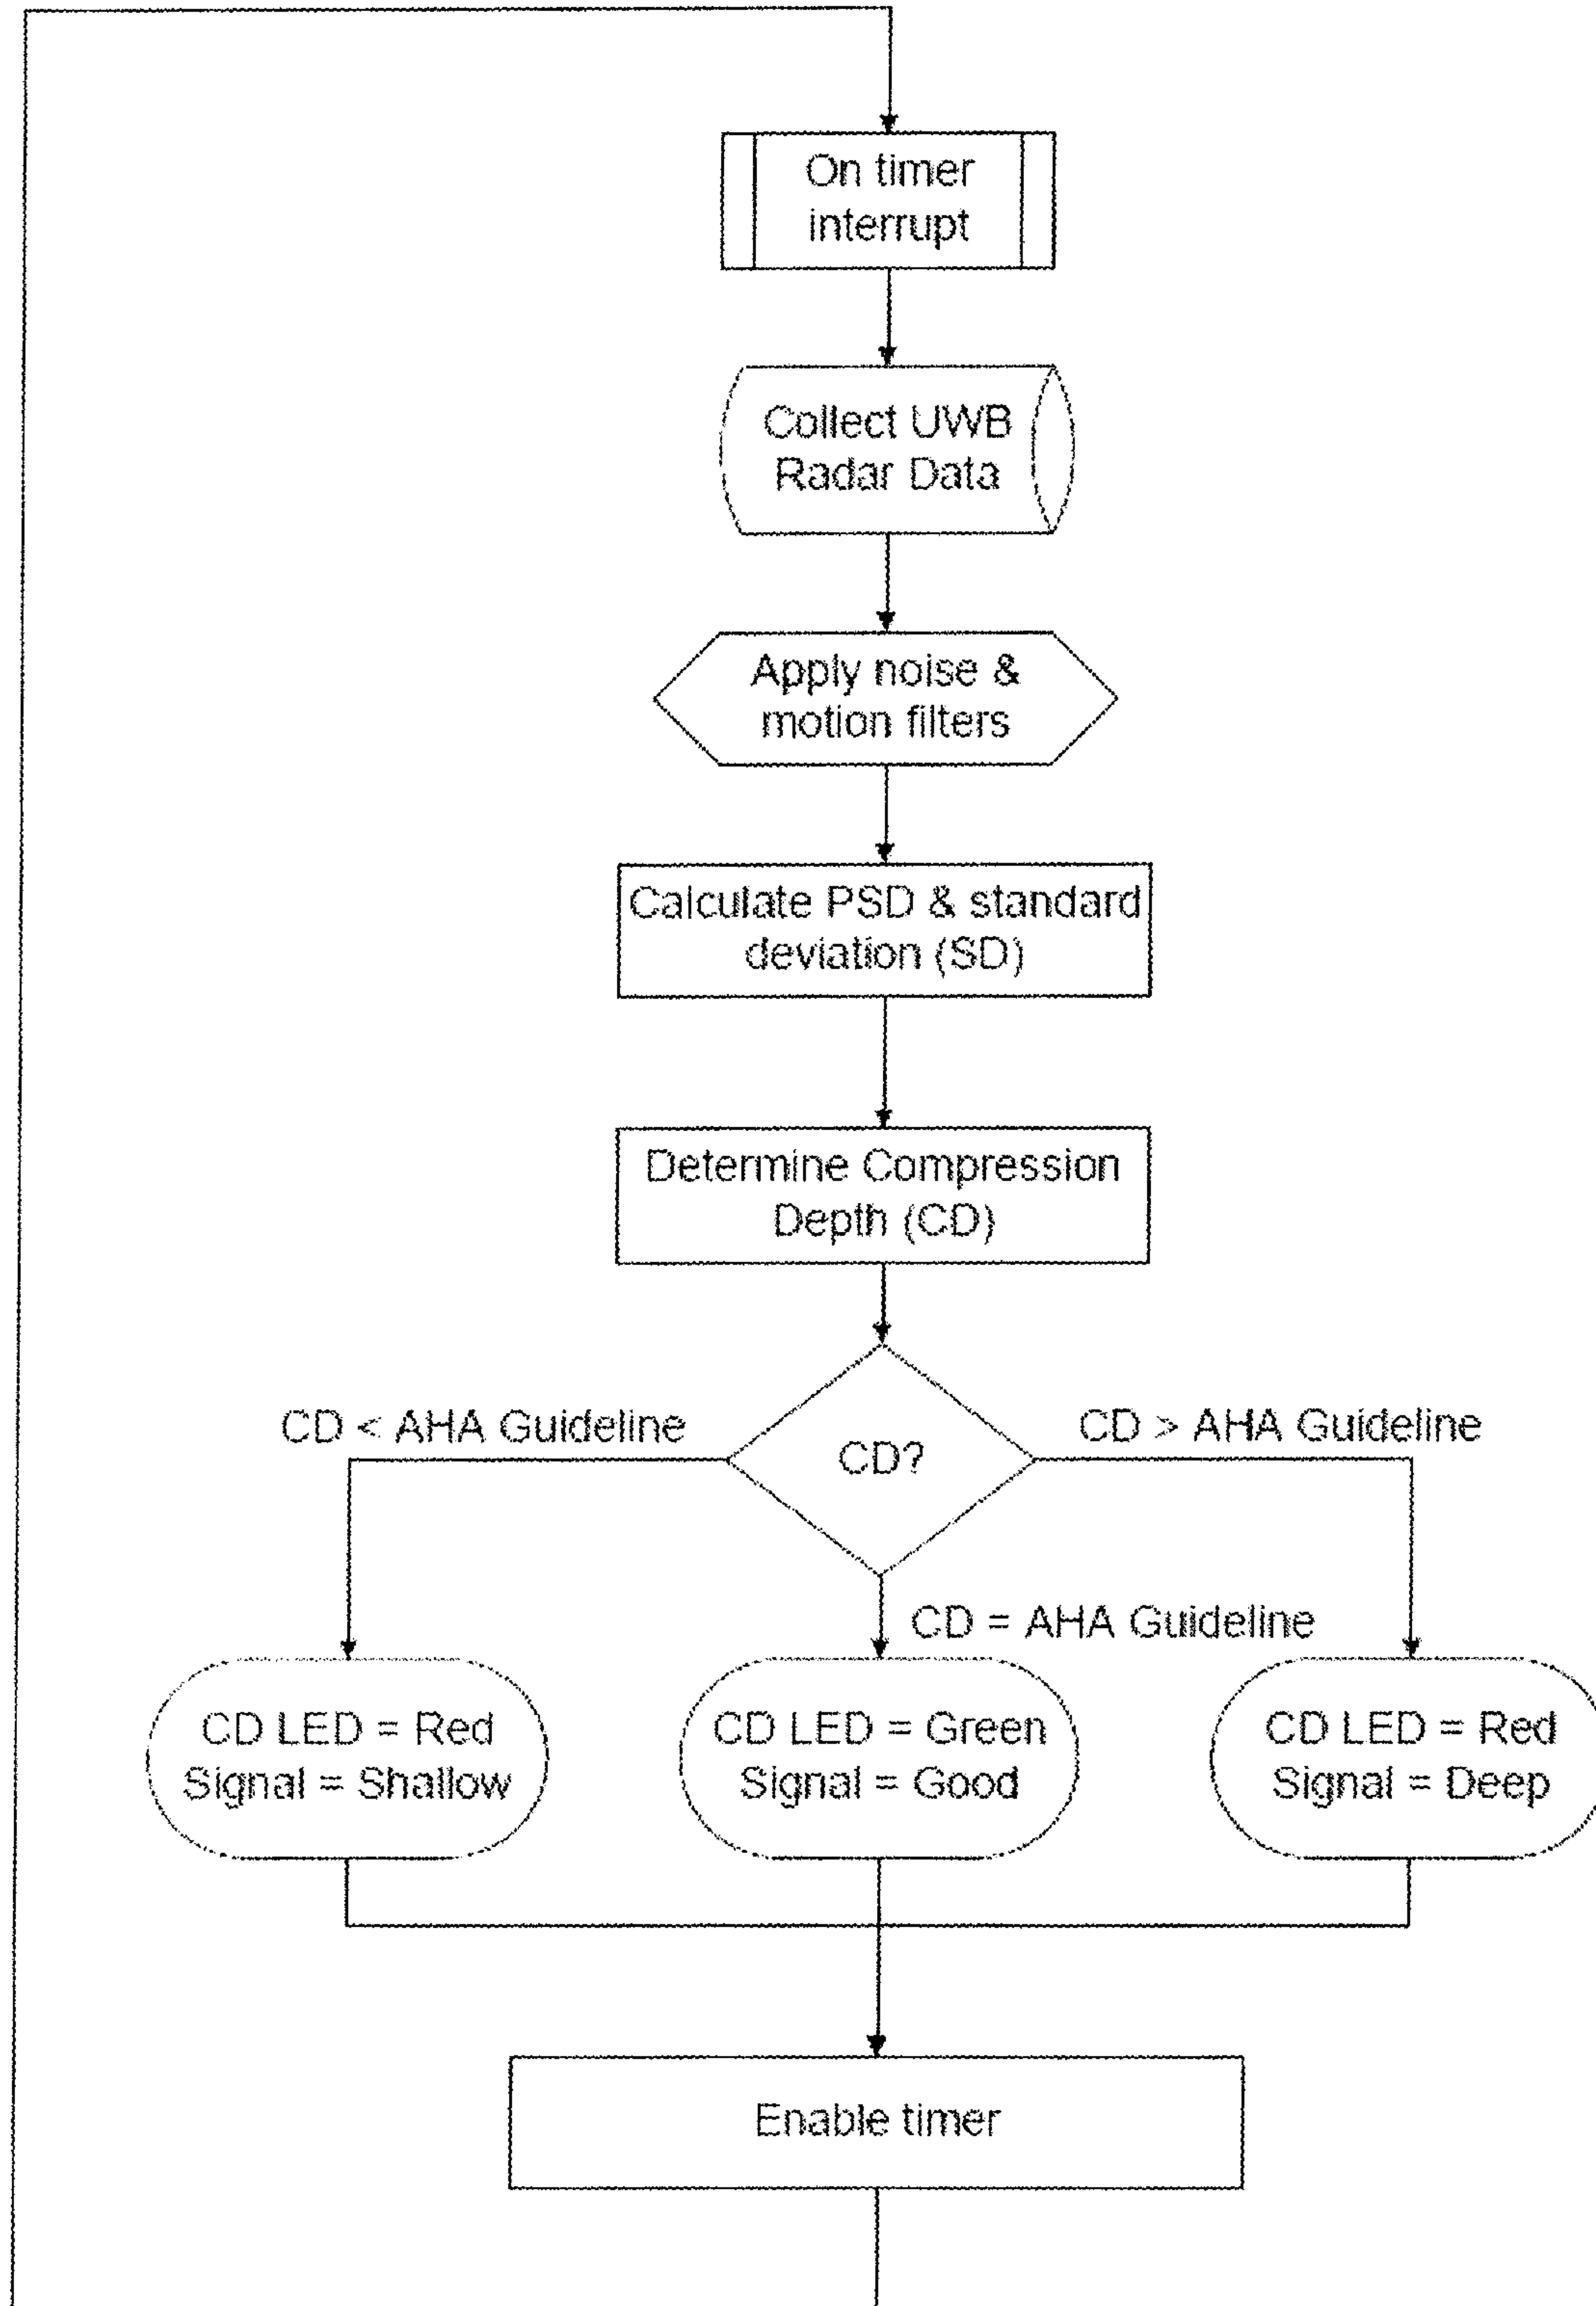 On timer
interrupt
Collect UWB
Radar Data
Apply noise &
motion filters
Calculate PSD & standard
deviation (SD)
Determine Compression
Depth (CD)
CD < AHA Guideline
CD?
CD > AHA Guideline
CD = AHA Guideline
CD LED = Red
Signal = Shallow
CD LED = Green
Signal = Good
CD LED = Red
Signal = Deep
Enable timer